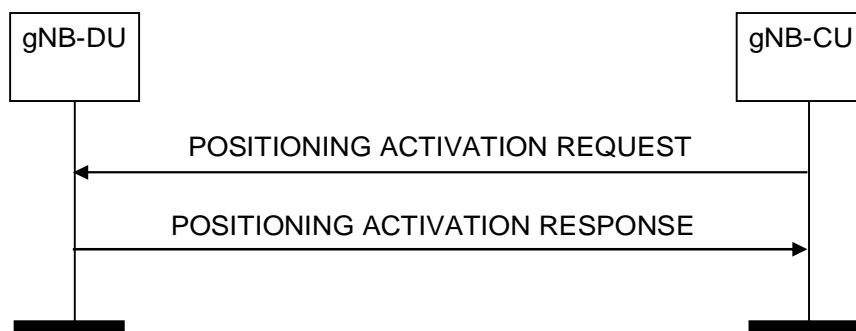 gNB-DU
gNB-CU
POSITIONING ACTIVATION REQUEST
POSITIONING ACTIVATION RESPONSE